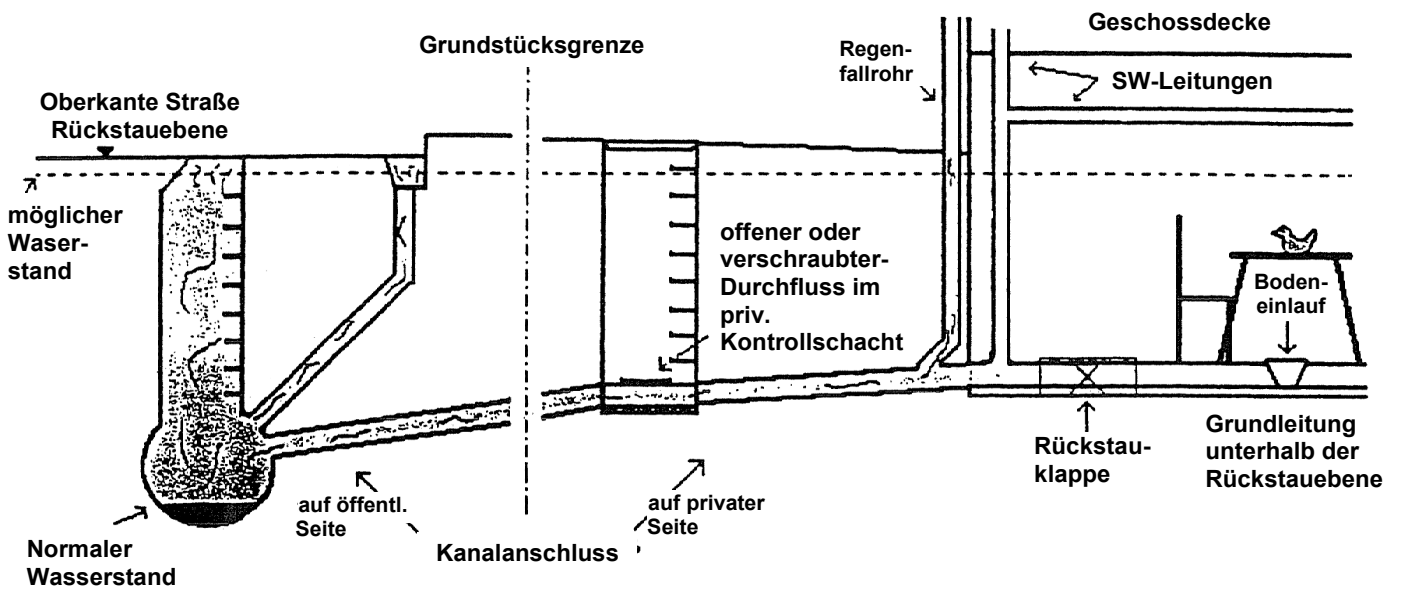 Geschossdecke
Grundstücksgrenze
Regen-
fallrohr
SW-Leitungen
Oberkante Straße
Rückstauebene
möglicher
Waser-
stand
offener oder
verschraubter-
Durchfluss im
priv.
Kontrollschacht
Boden-
einlauf
Rückstau-
klappe
Grundleitung
unterhalb der
Rückstauebene
auf öffentl.
Seite
auf privater
Seite
Kanalanschluss
Normaler
Wasserstand